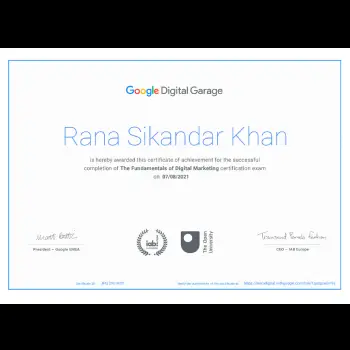 Google Digital Garage
Rana Sikandar Khan
is hereby awarded this certificate of achievement for the successful
completion of The Fundamentals of Digital Marketing certification exam
on 07/08/2021
iab.
The Open
University
President — Google EMEA
CEO — IAB Europe